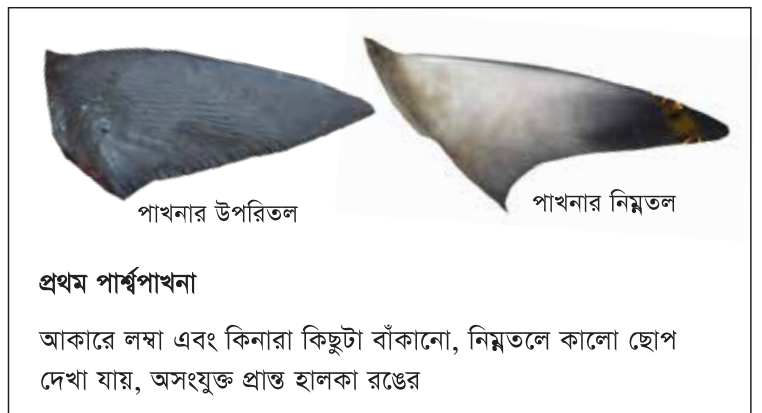 পাখনার উপরিতল
পাখনার নিম্নতল
প্রথম পার্শ্বপাখনা
আকারে লম্বা এবং কিনারা কিছুটা বাঁকানো, নিম্নতলে কালো ছোপ
দেখা যায়, অসংযুক্ত প্রান্ত হালকা রঙের